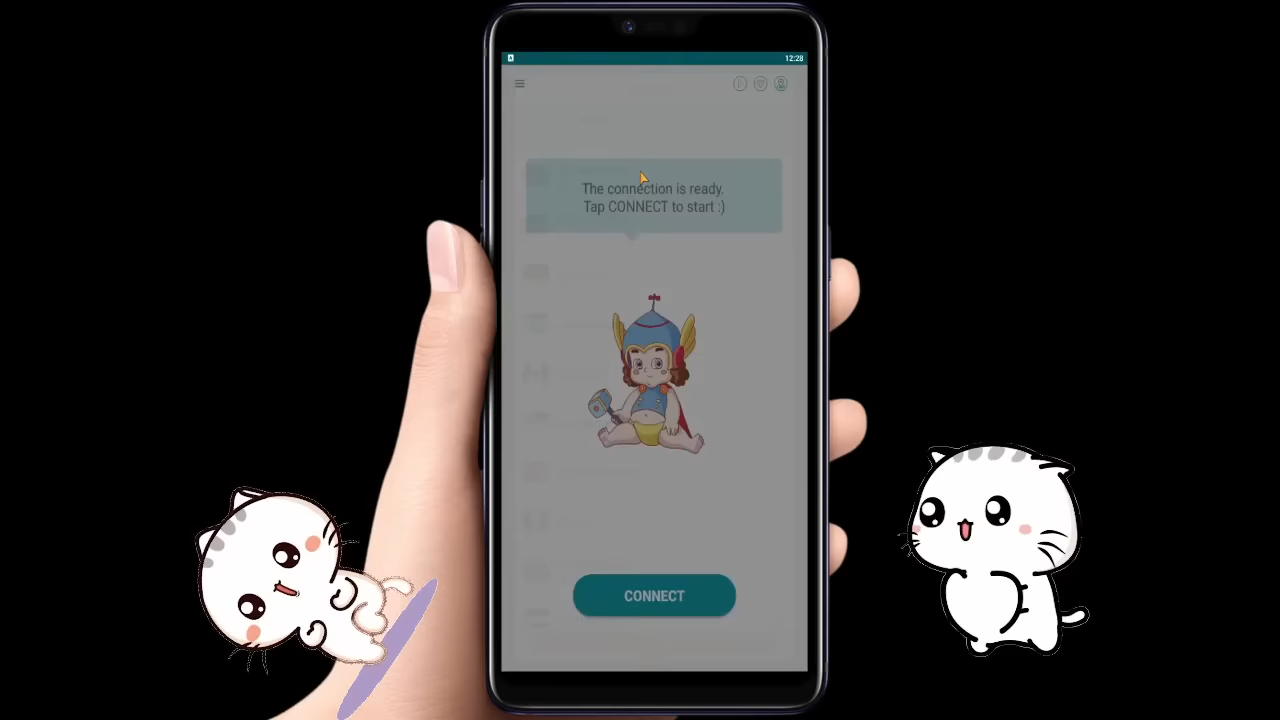 12:28
The connection is ready.
Tap CONNECT to start :)
CONNECT